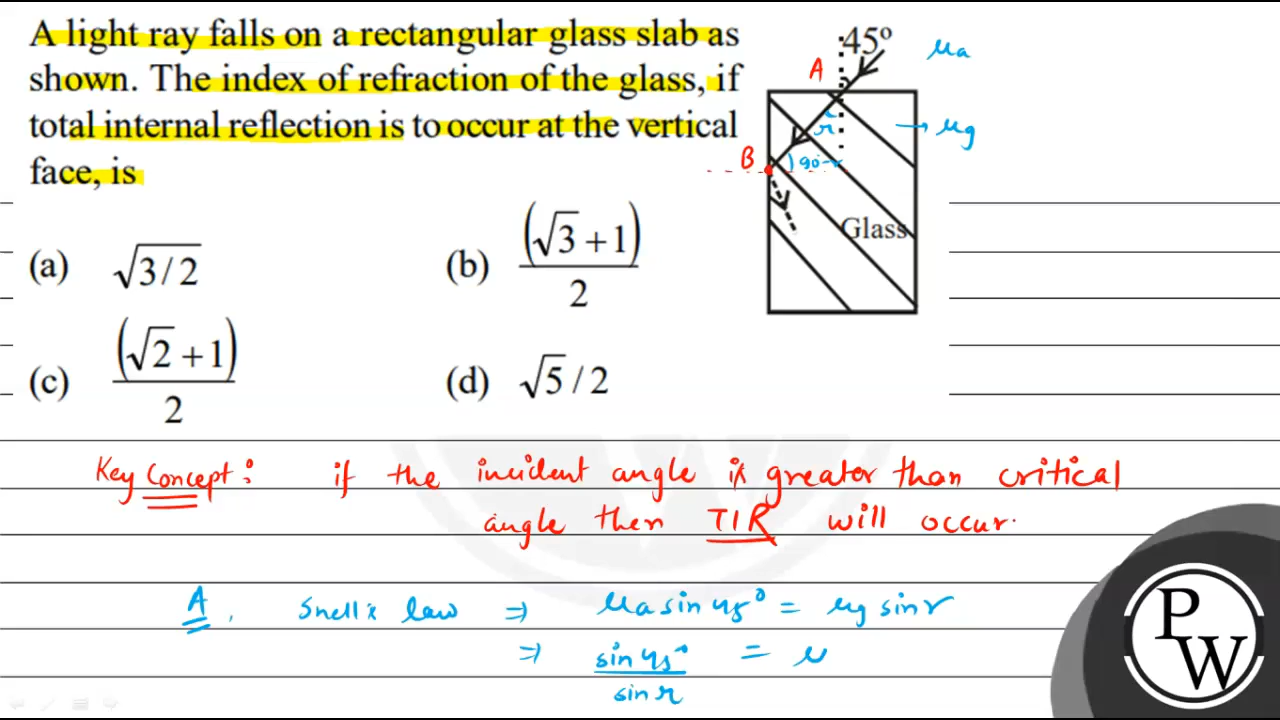 A light ray falls on a rectangular glass slab as
shown. The index of refraction of the glass, if
total internal reflection is to occur at the vertical
face, is
(a) √3/2
(b) (√3+1)/2
(c) (√2+1)/2
(d) √5/2
45º
A
μa
r
μg
B
90-r
Glass
Key Concept: if the incident angle is greater than critical
angle then TIR will occur.
A. Snell's law ⇒ μa sin 45° = μg sin r
⇒ sin 45° / sin r = μ
PW